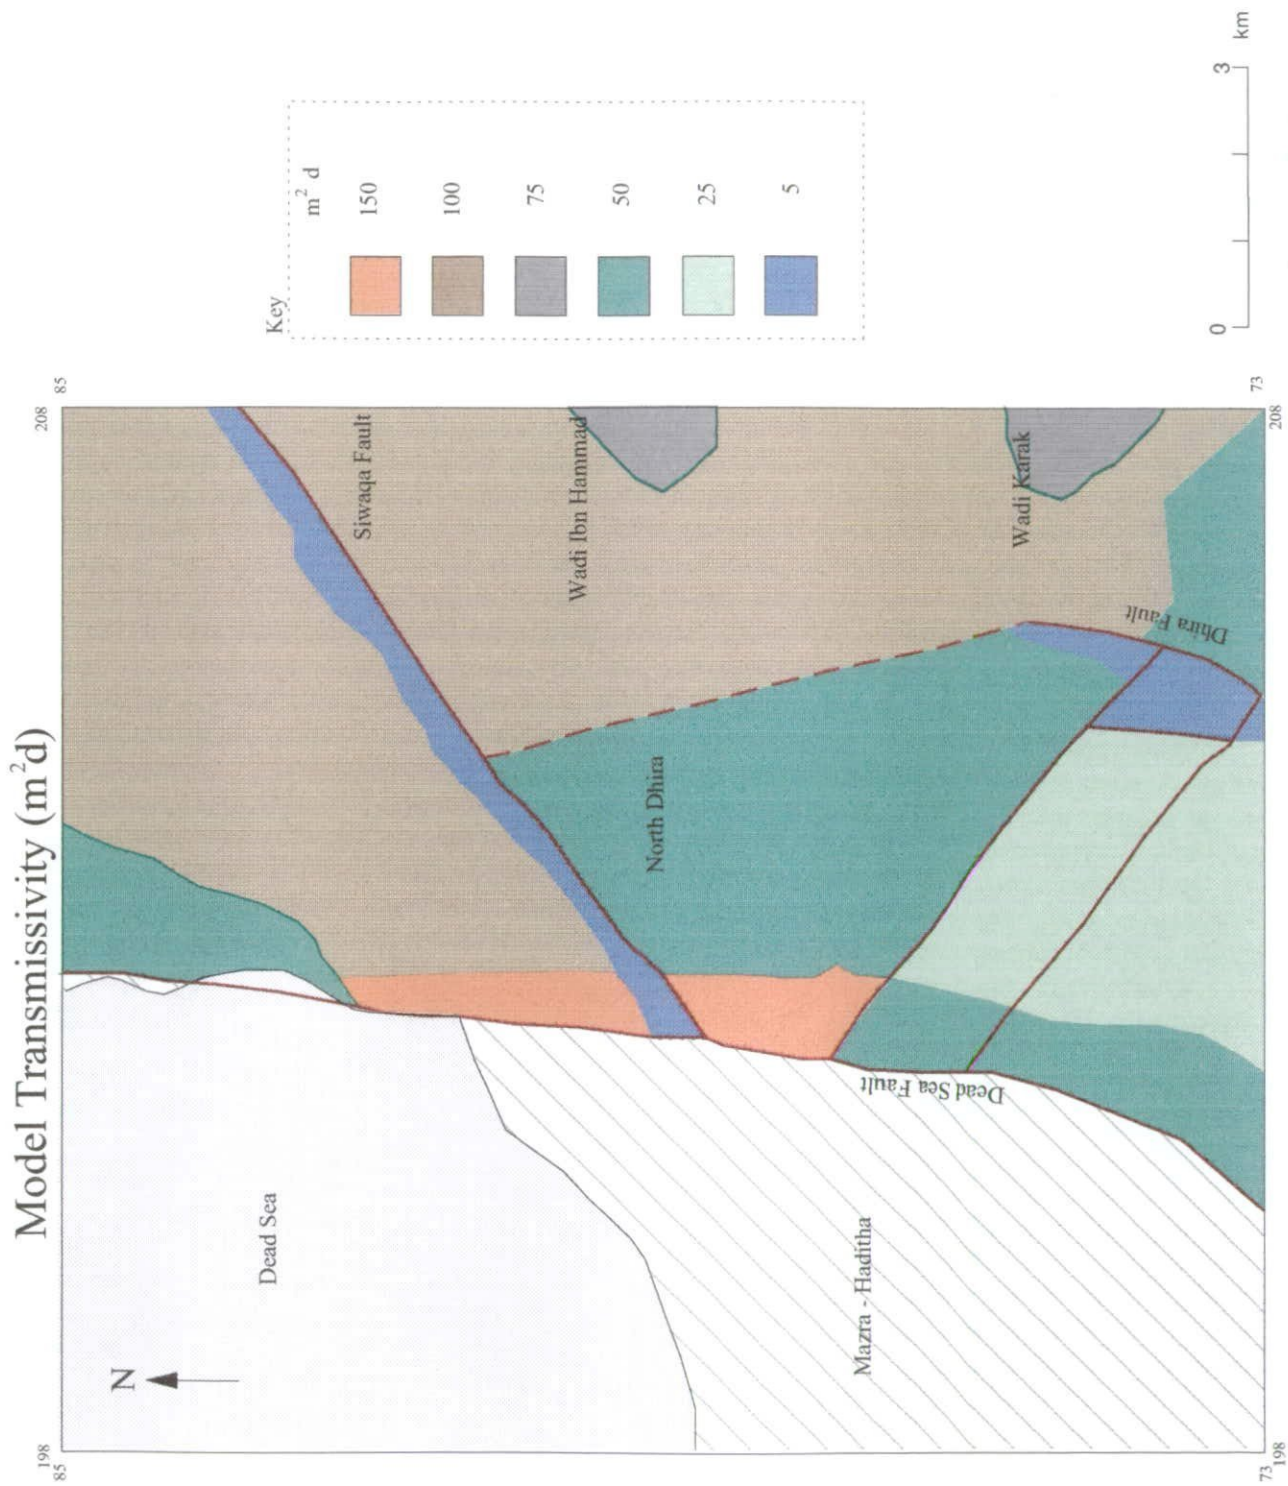 Model Transmissivity (m²d)
198
85
208
85
N
Dead Sea
Siwaqa Fault
Wadi Ibn Hammad
North Dhira
Mazra - Haditha
Dead Sea Fault
Wadi Karak
Dhira Fault
73
198
73
208
Key
m² d
150
100
75
50
25
5
0
3
km